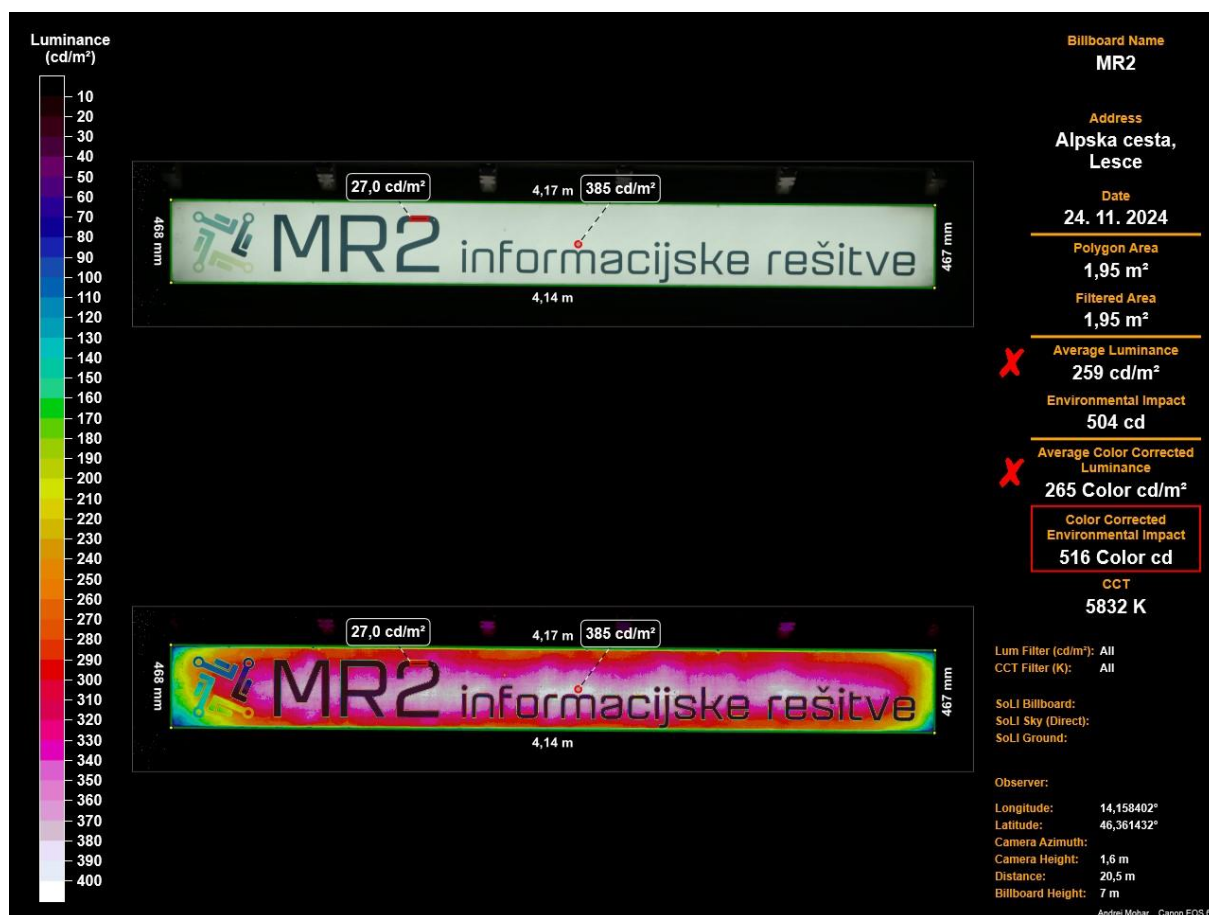 Luminance
(cd/m²)
10
20
30
40
50
60
70
80
90
100
110
120
130
140
150
160
170
180
190
200
210
220
230
240
250
260
270
280
290
300
310
320
330
340
350
360
370
380
390
400
27,0 cd/m²
4,17 m
385 cd/m²
468 mm
MR2 informacijske rešitve
467 mm
4,14 m
27,0 cd/m²
4,17 m
385 cd/m²
468 mm
MR2 informacijske rešitve
467 mm
4,14 m
Billboard Name
MR2
Address
Alpska cesta,
Lesce
Date
24. 11. 2024
Polygon Area
1,95 m²
Filtered Area
1,95 m²
Average Luminance
259 cd/m²
Environmental Impact
504 cd
Average Color Corrected
Luminance
265 Color cd/m²
Color Corrected
Environmental Impact
516 Color cd
CCT
5832 K
Lum Filter (cd/m²): All
CCT Filter (K): All
SoLI Billboard:
SoLI Sky (Direct):
SoLI Ground:
Observer:
Longitude: 14,158402°
Latitude: 46,361432°
Camera Azimuth:
Camera Height: 1,6 m
Distance: 20,5 m
Billboard Height: 7 m
Andrej Mohar Canon EOS